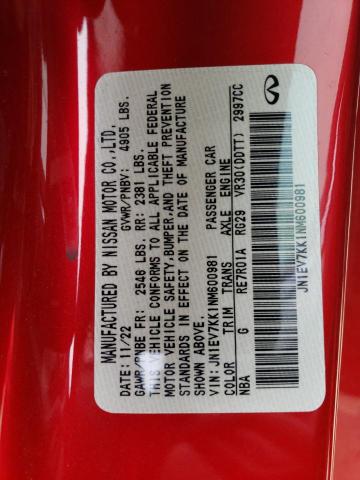 MANUFACTURED BY NISSAN MOTOR CO.,LTD.
GVWR/PNBV: 4905 LBS.
DATE: 11/22
GAWR/PNBE FR: 2546 LBS. RR: 2381 LBS.
THIS VEHICLE CONFORMS TO ALL APPLICABLE FEDERAL
MOTOR VEHICLE SAFETY,BUMPER,AND THEFT PREVENTION
STANDARDS IN EFFECT ON THE DATE OF MANUFACTURE
SHOWN ABOVE.
VIN: JN1EV7KK1NM600981 PASSENGER CAR
COLOR TRIM TRANS AXLE ENGINE
NBA G RE7R01A RG29 VR30(DDTT) 2997CC
JN1EV7KK1NM600981